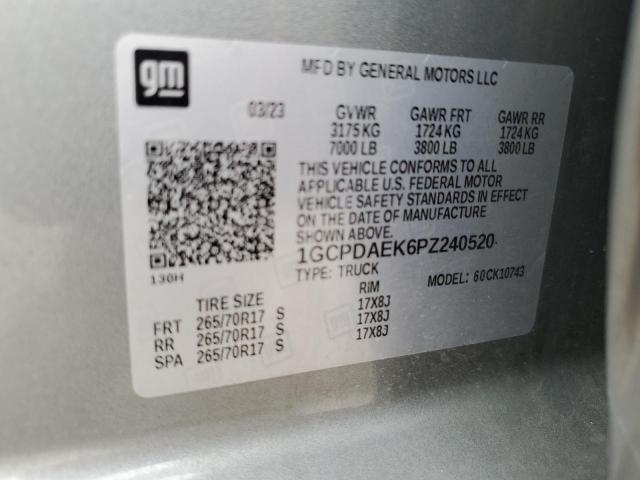 gm
MFD BY GENERAL MOTORS LLC
03/23 GVWR GAWR FRT GAWR RR
3175 KG 1724 KG 1724 KG
7000 LB 3800 LB 3800 LB
THIS VEHICLE CONFORMS TO ALL
APPLICABLE U.S. FEDERAL MOTOR
VEHICLE SAFETY STANDARDS IN EFFECT
ON THE DATE OF MANUFACTURE
SHOWN ABOVE.
1GCPDAEK6PZ240520
130H TYPE: TRUCK MODEL: 60CK10743
TIRE SIZE RIM
FRT 265/70R17 S 17X8J
RR 265/70R17 S 17X8J
SPA 265/70R17 S 17X8J